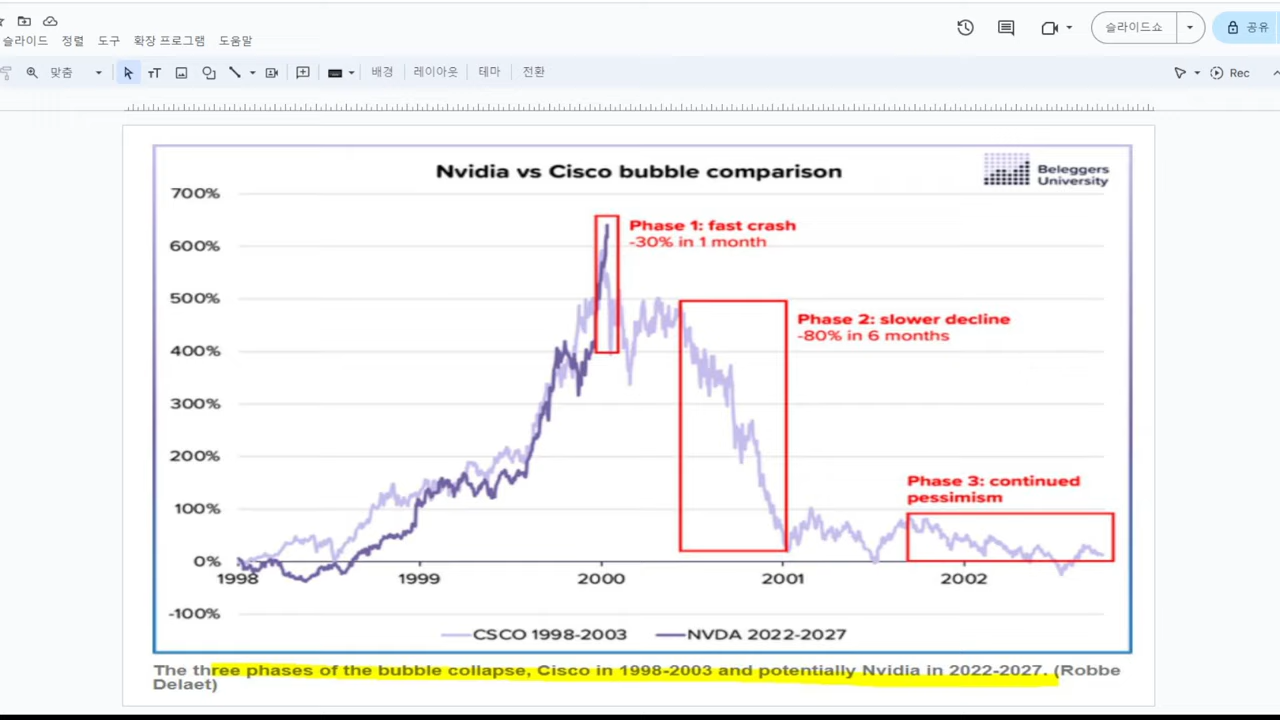 슬라이드 정렬 도구 확장 프로그램 도움말
슬라이드쇼
공유
맞춤
배경 레이아웃 테마 전환
Rec
Nvidia vs Cisco bubble comparison
Beleggers
University
700%
Phase 1: fast crash
-30% in 1 month
600%
500%
Phase 2: slower decline
-80% in 6 months
400%
300%
200%
Phase 3: continued
pessimism
100%
0%
1998 1999 2000 2001 2002
-100%
CSCO 1998-2003 NVDA 2022-2027
The three phases of the bubble collapse, Cisco in 1998-2003 and potentially Nvidia in 2022-2027. (Robbe
Delaet)